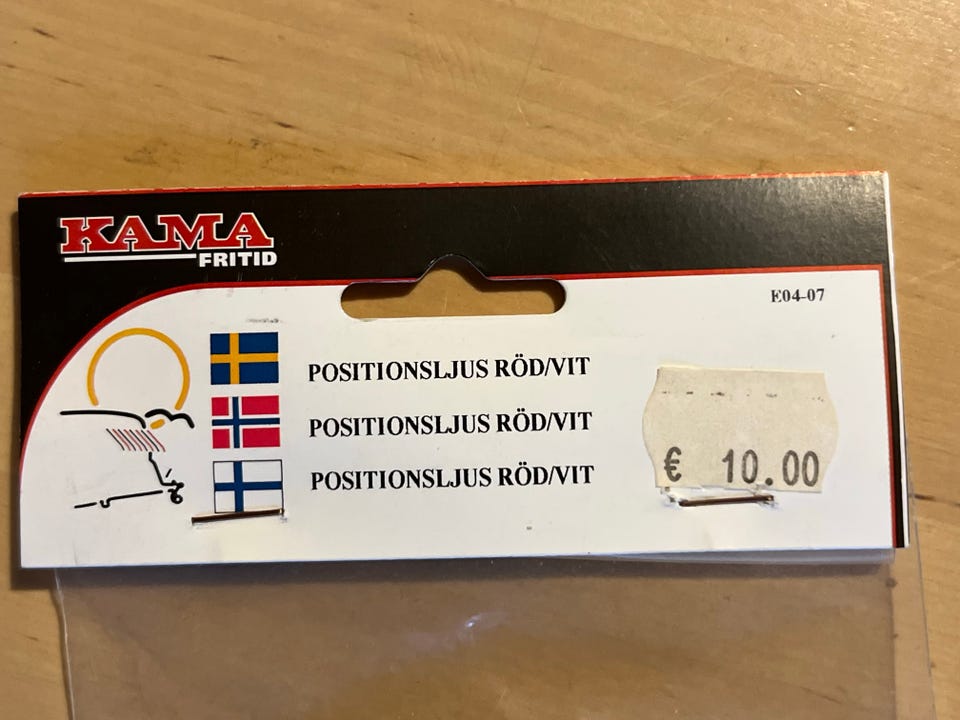 KAMA
FRITID
E04-07
POSITIONSLJUS RÖD/VIT
POSITIONSLJUS RÖD/VIT
POSITIONSLJUS RÖD/VIT
€ 10.00